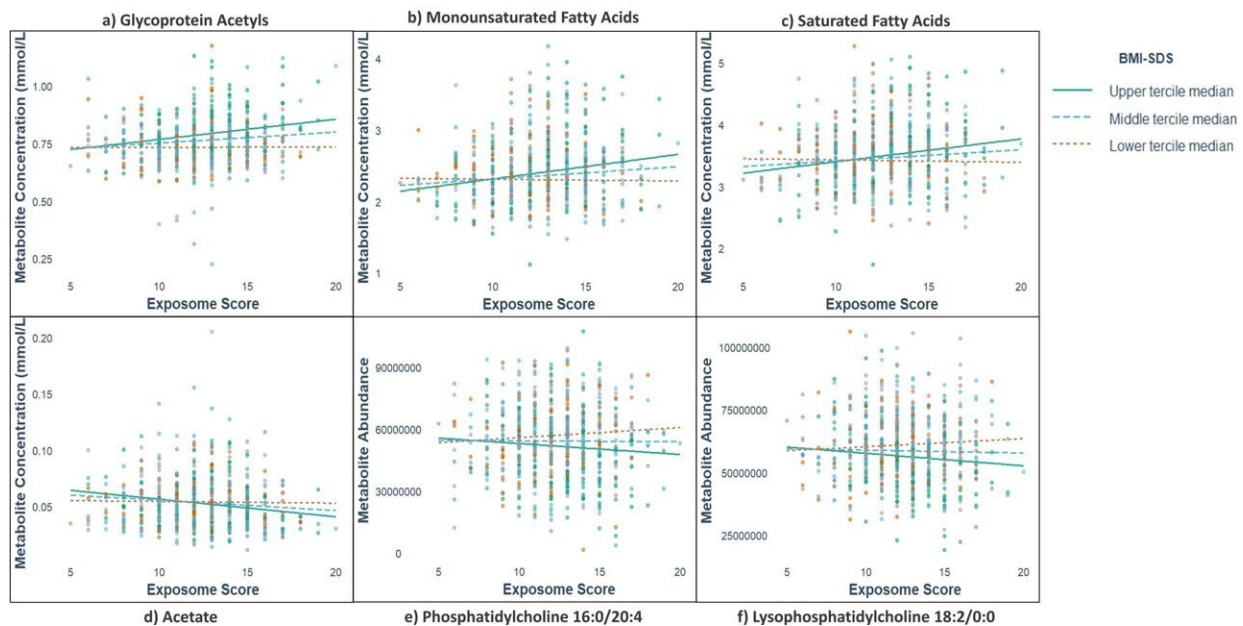 a) Glycoprotein Acetyls
b) Monounsaturated Fatty Acids
c) Saturated Fatty Acids
Metabolite Concentration (mmol/L
1.00
0.75
0.50
0.25
5
10
15
20
Exposome Score
Metabolite Concentration (mmol/L
4
3
2
1
5
10
15
20
Exposome Score
Metabolite Concentration (mmol/L
5
4
3
2
5
10
15
20
Exposome Score
BMI-SDS
Upper tercile median
Middle tercile median
Lower tercile median
Metabolite Concentration (mmol/L
0.20
0.15
0.10
0.05
5
10
15
20
Exposome Score
Metabolite Abundance
90000000
60000000
30000000
0
5
10
15
20
Exposome Score
Metabolite Abundance
100000000
75000000
50000000
25000000
5
10
15
20
Exposome Score
d) Acetate
e) Phosphatidylcholine 16:0/20:4
f) Lysophosphatidylcholine 18:2/0:0